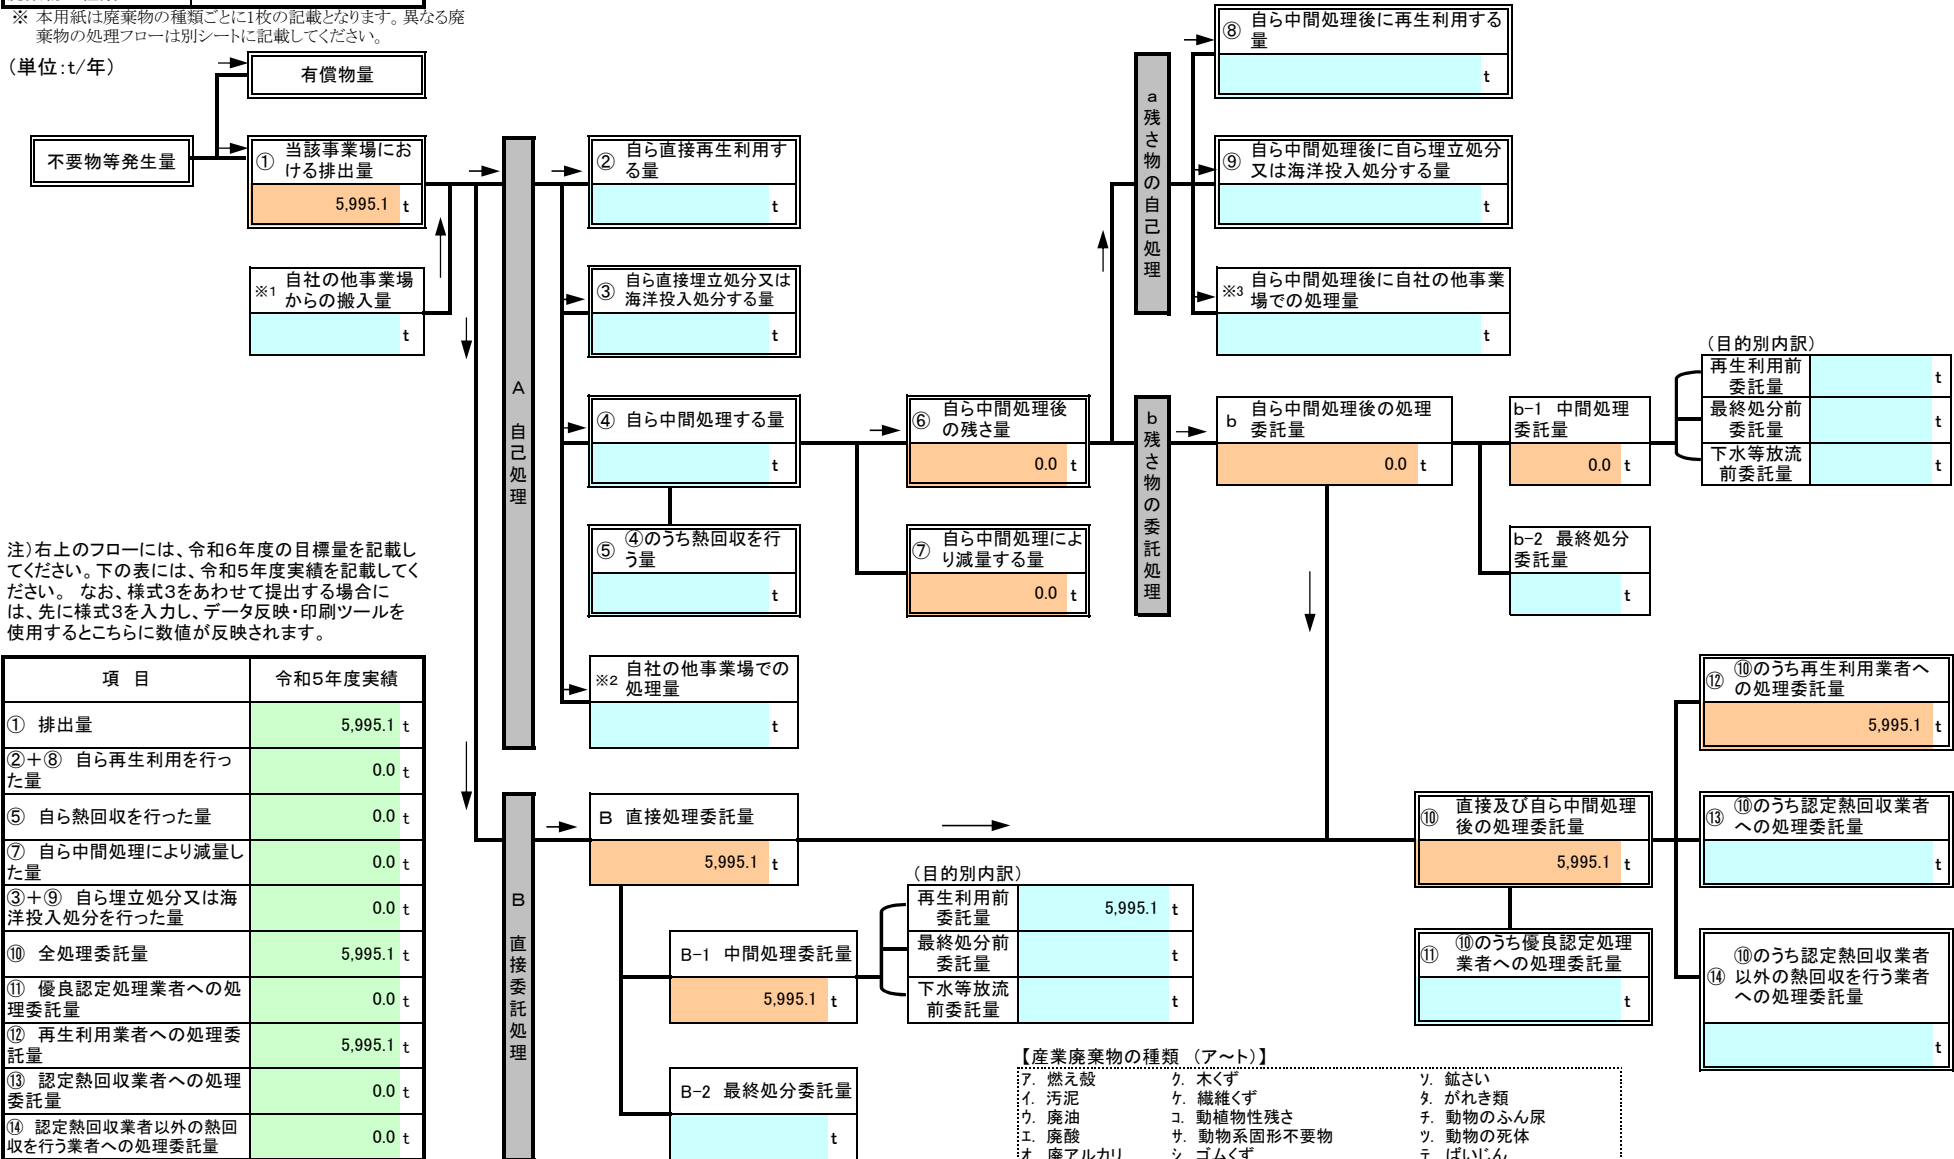 ※ 本用紙は廃棄物の種類ごとに1枚の記載となります。異なる廃
棄物の処理フローは別シートに記載してください。
（単位：t/年）
有償物量
不要物等発生量
① 当該事業場にお
ける排出量
5,995.1 t
※1 自社の他事業場
からの搬入量
t
A 自己処理
② 自ら直接再生利用す
る量
t
③ 自ら直接埋立処分又は
海洋投入処分する量
t
④ 自ら中間処理する量
t
⑤ ④のうち熱回収を行
う量
t
※2 自社の他事業場での
処理量
t
⑥ 自ら中間処理後
の残さ量
0.0 t
⑦ 自ら中間処理によ
り減量する量
0.0 t
a残さ物の自己処理
⑧ 自ら中間処理後に再生利用する
量
t
⑨ 自ら中間処理後に自ら埋立処分
又は海洋投入処分する量
t
※3 自ら中間処理後に自社の他事業
場での処理量
t
b残さ物の委託処理
b 自ら中間処理後の処理
委託量
0.0 t
b-1 中間処理
委託量
0.0 t
b-2 最終処分
委託量
t
（目的別内訳）
再生利用前
委託量
t
最終処分前
委託量
t
下水等放流
前委託量
t
注）右上のフローには、令和6年度の目標量を記載し
てください。下の表には、令和5年度実績を記載してく
ださい。 なお、様式3をあわせて提出する場合に
は、先に様式3を入力し、データ反映・印刷ツールを
使用するとこちらに数値が反映されます。
項 目 令和5年度実績
① 排出量 5,995.1 t
②＋⑧ 自ら再生利用を行っ
た量 0.0 t
⑤ 自ら熱回収を行った量 0.0 t
⑦ 自ら中間処理により減量し
た量 0.0 t
③＋⑨ 自ら埋立処分又は海
洋投入処分を行った量 0.0 t
⑩ 全処理委託量 5,995.1 t
⑪ 優良認定処理業者への処
理委託量 0.0 t
⑫ 再生利用業者への処理委
託量 5,995.1 t
⑬ 認定熱回収業者への処理
委託量 0.0 t
⑭ 認定熱回収業者以外の熱回
収を行う業者への処理委託量 0.0 t
B 直接委託処理
B 直接処理委託量
5,995.1 t
B-1 中間処理委託量
5,995.1 t
B-2 最終処分委託量
t
（目的別内訳）
再生利用前
委託量
5,995.1 t
最終処分前
委託量
t
下水等放流
前委託量
t
⑩ 直接及び自ら中間処理
後の処理委託量
5,995.1 t
⑪ ⑩のうち優良認定処理
業者への処理委託量
t
⑫ ⑩のうち再生利用業者へ
の処理委託量
5,995.1 t
⑬ ⑩のうち認定熱回収業者
への処理委託量
t
⑭ ⑩のうち認定熱回収業者
以外の熱回収を行う業者
への処理委託量
t
【産業廃棄物の種類 （ア～ト）】
ア. 燃え殻 ク. 木くず ソ. 鉱さい
イ. 汚泥 ケ. 繊維くず タ. がれき類
ウ. 廃油 コ. 動植物性残さ チ. 動物のふん尿
エ. 廃酸 サ. 動物系固形不要物 ツ. 動物の死体
オ. 廃アルカリ シ. ゴムくず テ. ばいじん